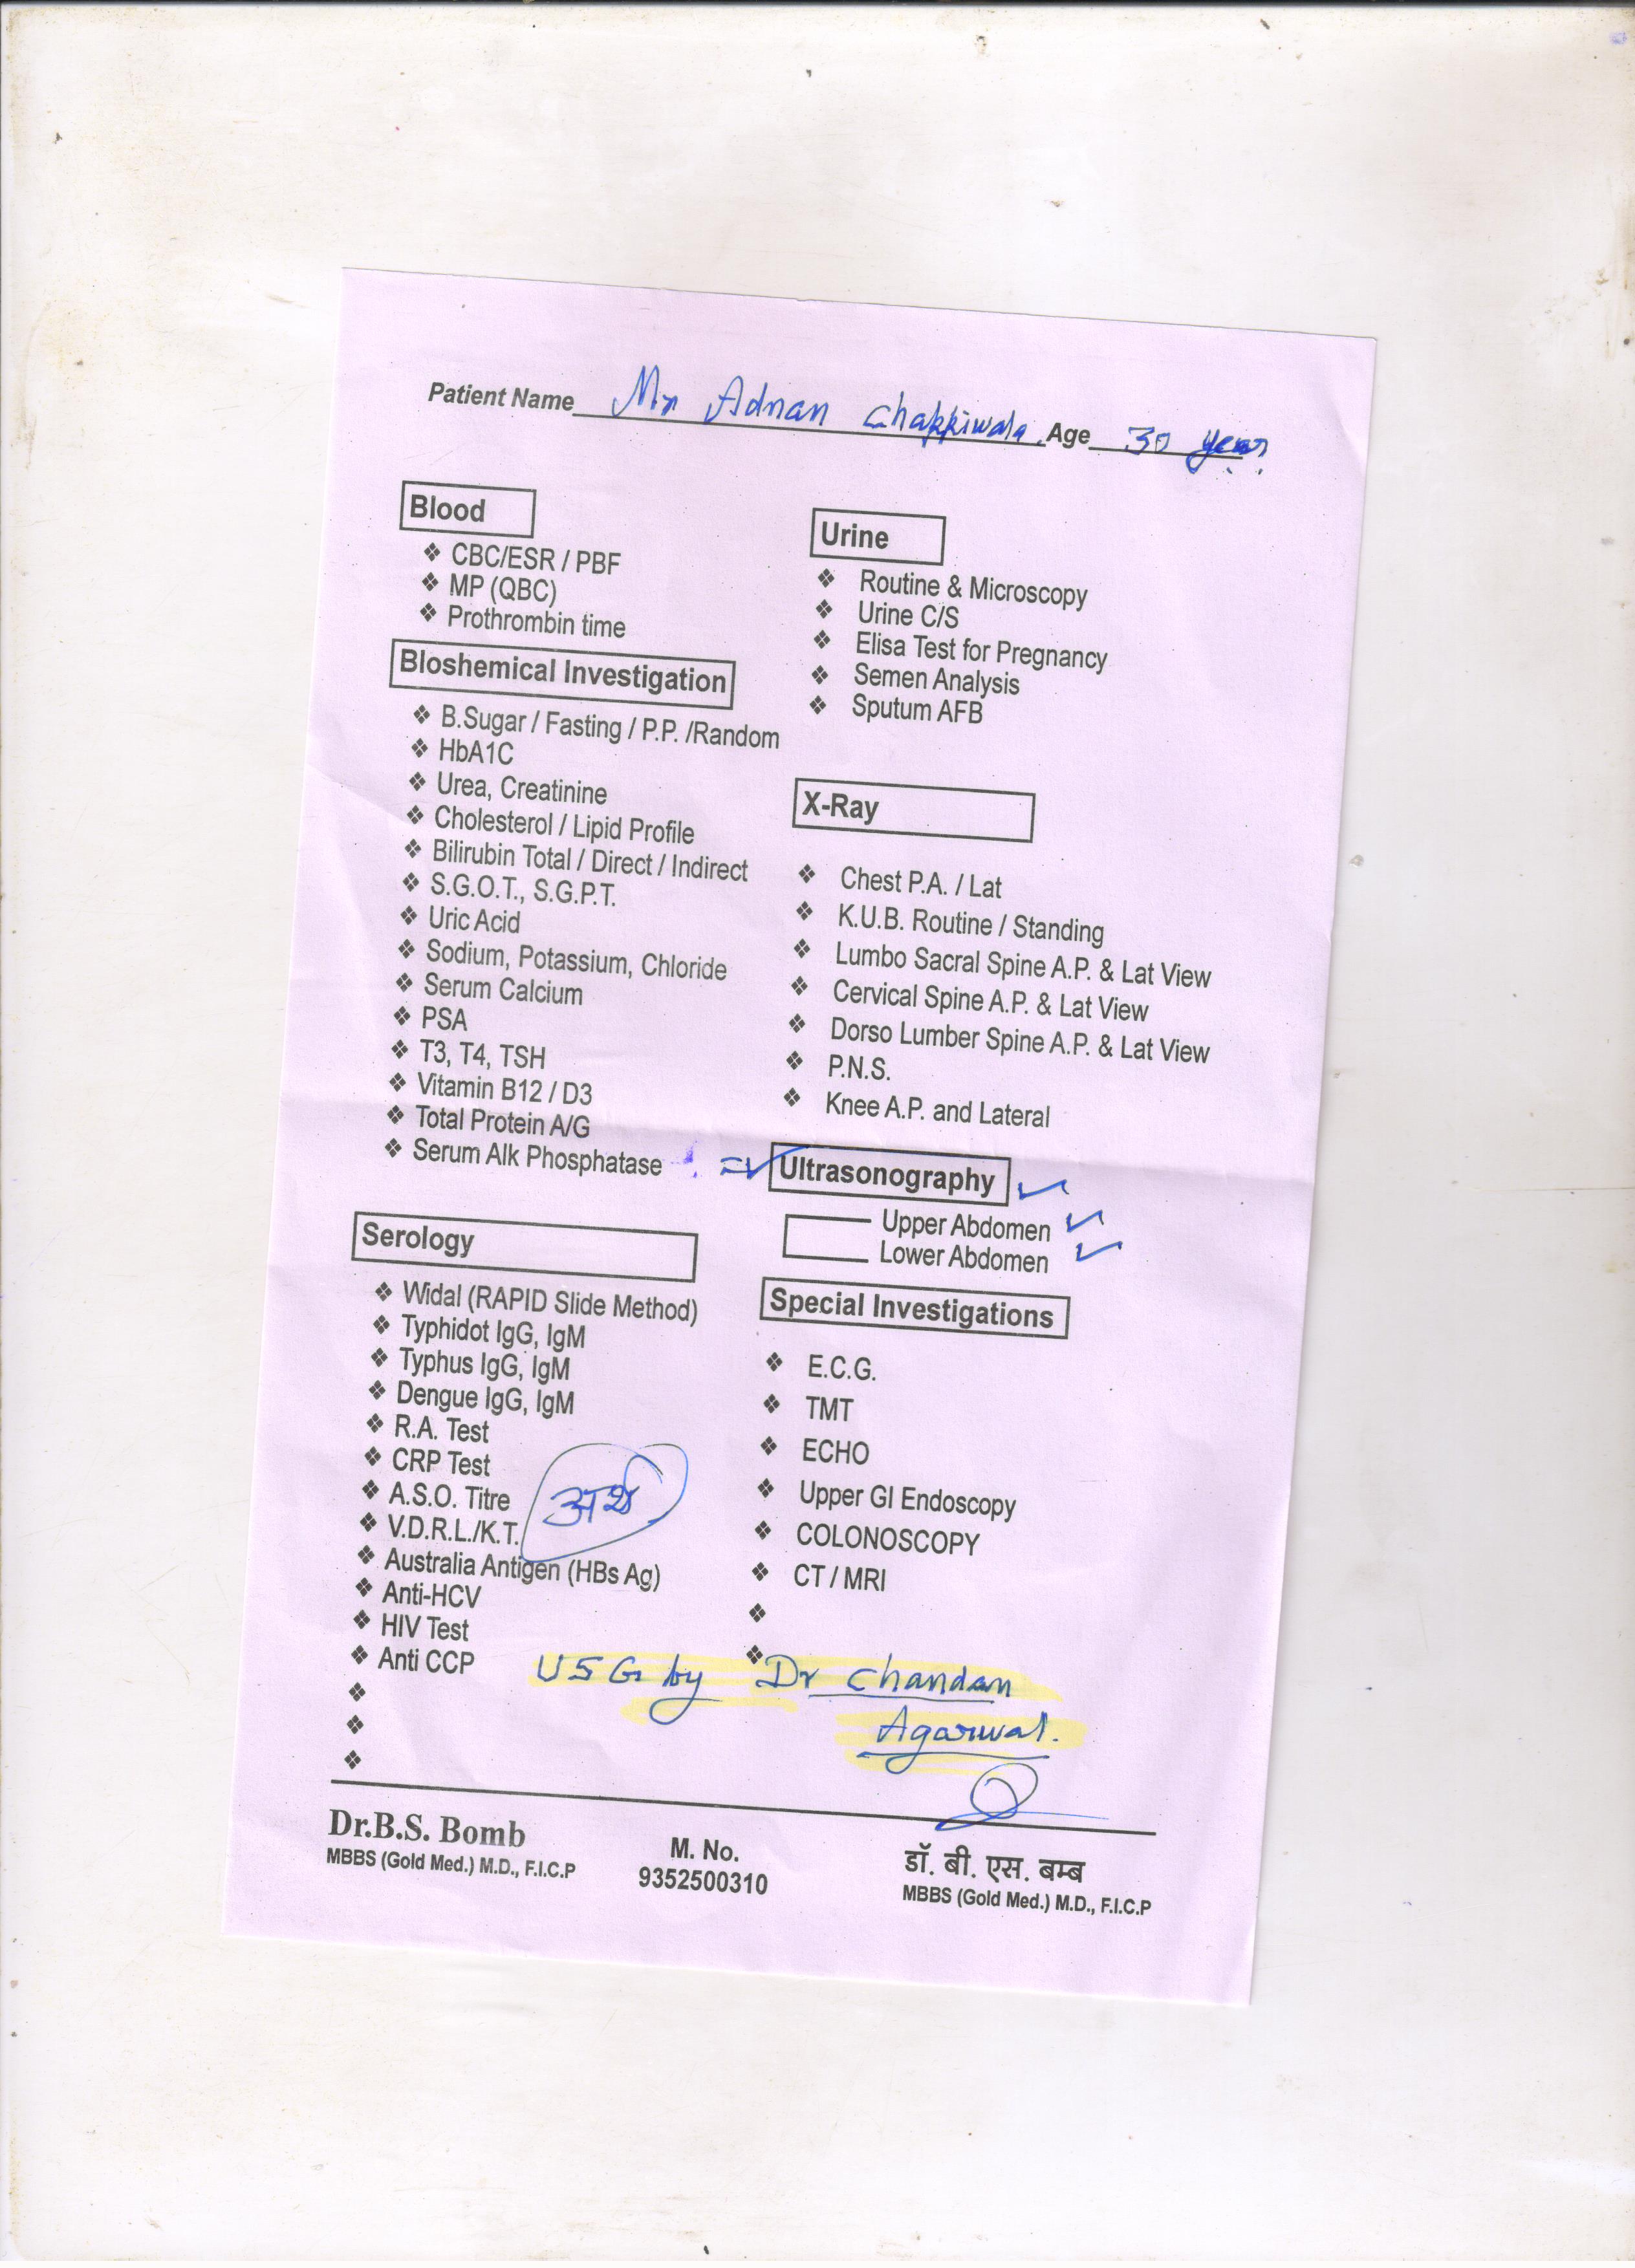 Patient Name Mr Adnan Chakkiwala. Age 30 years
Blood
❖ CBC/ESR / PBF
❖ MP (QBC)
❖ Prothrombin time
Bloshemical Investigation
❖ B.Sugar / Fasting / P.P. /Random
❖ HbA1C
❖ Urea, Creatinine
❖ Cholesterol / Lipid Profile
❖ Bilirubin Total / Direct / Indirect
❖ S.G.O.T., S.G.P.T.
❖ Uric Acid
❖ Sodium, Potassium, Chloride
❖ Serum Calcium
❖ PSA
❖ T3, T4, TSH
❖ Vitamin B12 / D3
❖ Total Protein A/G
❖ Serum Alk Phosphatase
Serology
❖ Widal (RAPID Slide Method)
❖ Typhidot IgG, IgM
❖ Typhus IgG, IgM
❖ Dengue IgG, IgM
❖ R.A. Test
❖ CRP Test
❖ A.S.O. Titre
❖ V.D.R.L./K.T.
❖ Australia Antigen (HBs Ag)
❖ Anti-HCV
❖ HIV Test
❖ Anti CCP
Urine
❖ Routine & Microscopy
❖ Urine C/S
❖ Elisa Test for Pregnancy
❖ Semen Analysis
❖ Sputum AFB
X-Ray
❖ Chest P.A. / Lat
❖ K.U.B. Routine / Standing
❖ Lumbo Sacral Spine A.P. & Lat View
❖ Cervical Spine A.P. & Lat View
❖ Dorso Lumber Spine A.P. & Lat View
❖ P.N.S.
❖ Knee A.P. and Lateral
✓ Ultrasonography ✓
Upper Abdomen ✓
Lower Abdomen ✓
Special Investigations
❖ E.C.G.
❖ TMT
❖ ECHO
❖ Upper GI Endoscopy
❖ COLONOSCOPY
❖ CT / MRI
USG by Dr Chandan
Agarwal.
Dr.B.S. Bomb
MBBS (Gold Med.) M.D., F.I.C.P
M. No.
9352500310
डॉ. बी. एस. बम्ब
MBBS (Gold Med.) M.D., F.I.C.P